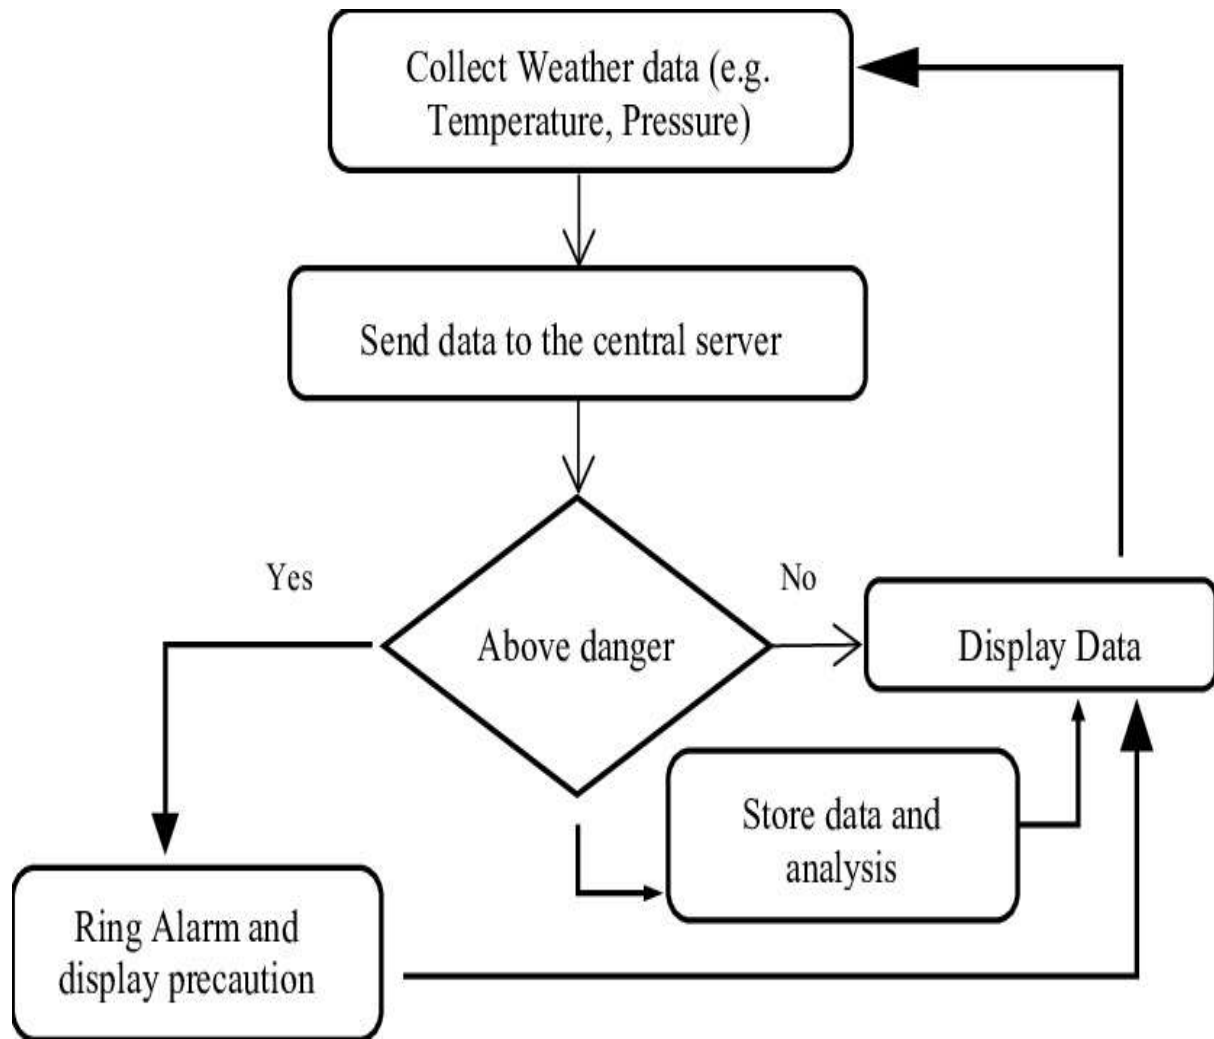 Collect Weather data (e.g.
Temperature, Pressure)
Send data to the central server
Yes
No
Above danger
Display Data
Store data and
analysis
Ring Alarm and
display precaution